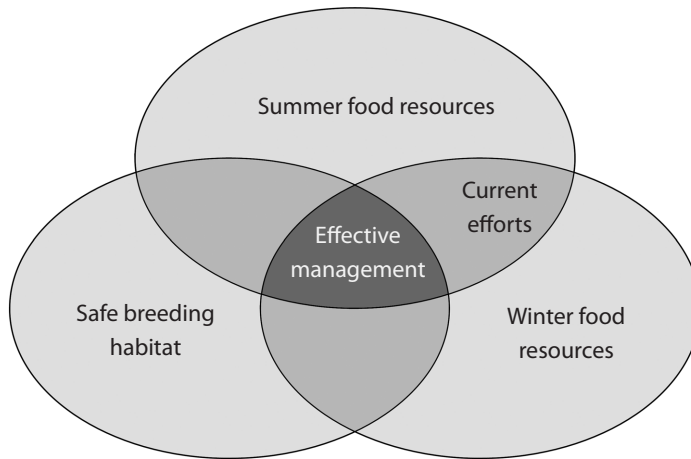 Summer food resources
Current
efforts
Effective
management
Safe breeding
habitat
Winter food
resources